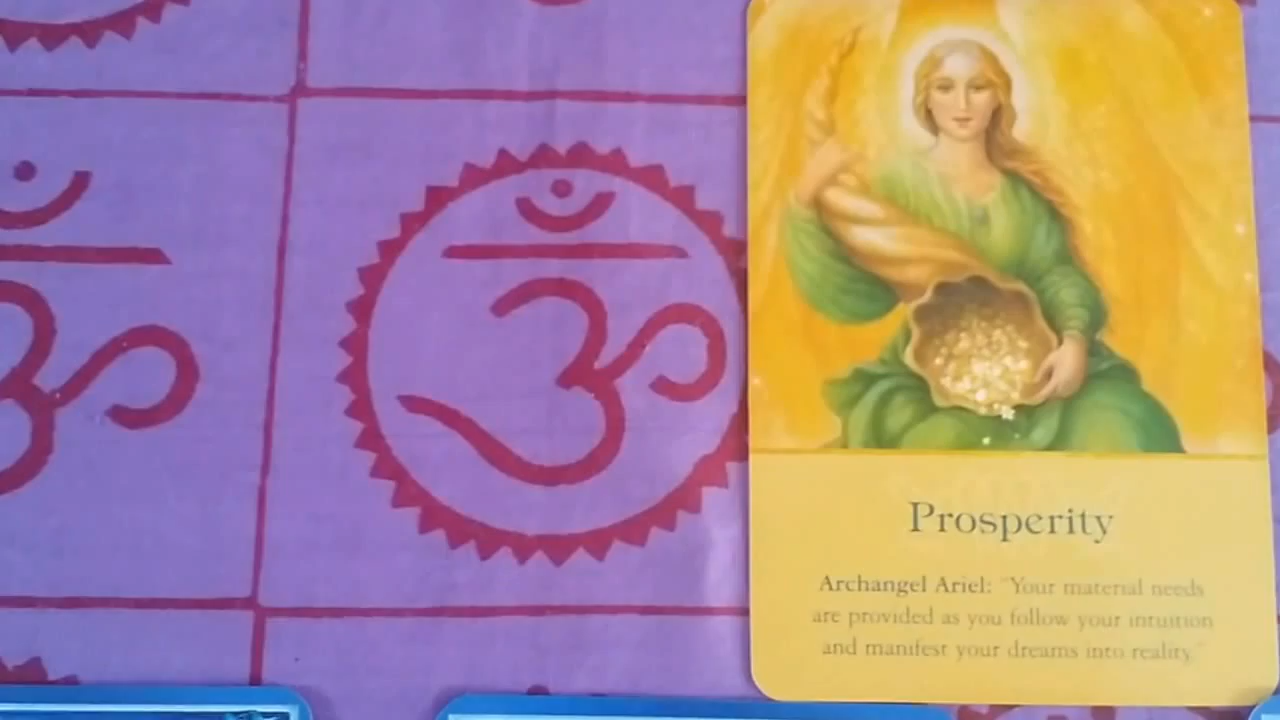 ॐ
ॐ
Prosperity
Archangel Ariel: "Your material needs
are provided as you follow your intuition
and manifest your dreams into reality."